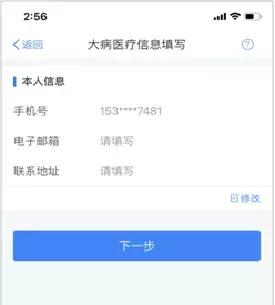 2:56
返回 大病医疗信息填写
本人信息
手机号 153****7481
电子邮箱 请填写
联系地址 请填写
修改
下一步